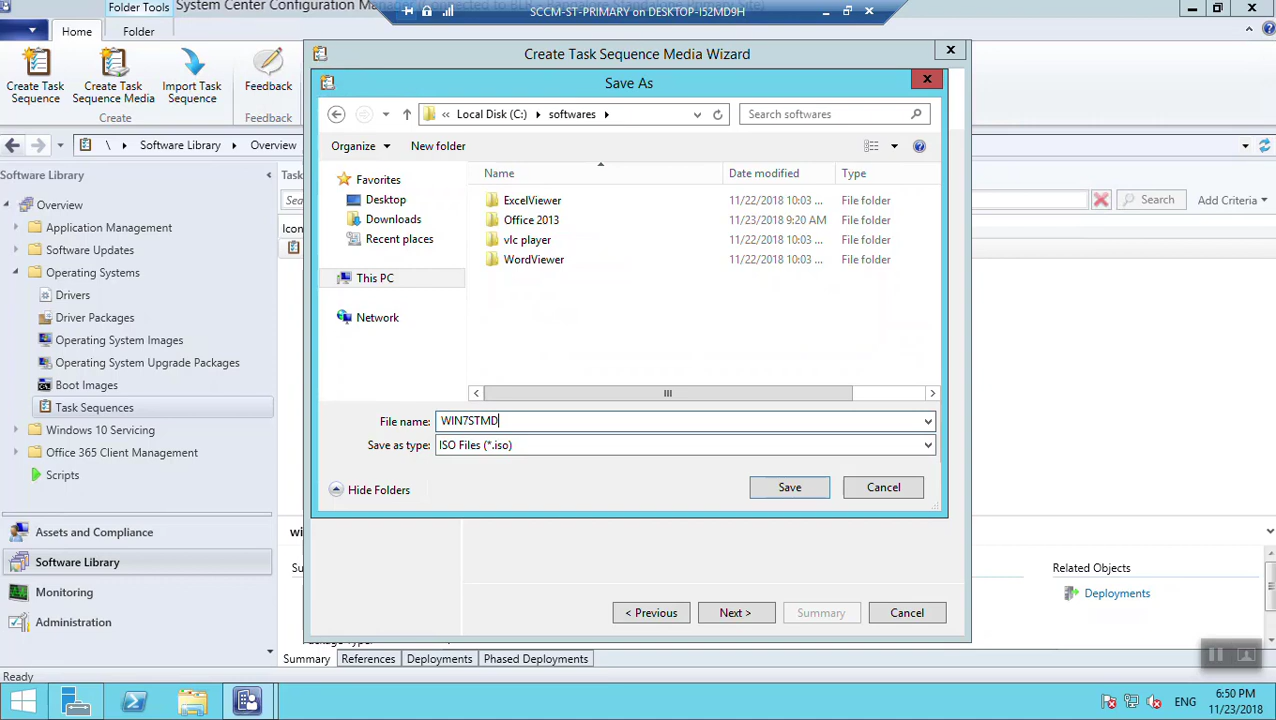 Folder Tools
System Center Configuration Mana
SCCM-ST-PRIMARY on DESKTOP-I52MD9H
Home
Folder
Create Task Sequence Media Wizard
Create Task
Sequence
Create Task
Sequence Media
Import Task
Sequence
Feedback
Create
Feedback
Save As
« Local Disk (C:)
softwares
Search softwares
Organize
New folder
\
Software Library
Overview
Software Library
Task
Sea
Search
Add Criteria
Icon
Overview
Application Management
Software Updates
Operating Systems
Drivers
Driver Packages
Operating System Images
Operating System Upgrade Packages
Boot Images
Task Sequences
Windows 10 Servicing
Office 365 Client Management
Scripts
Favorites
Desktop
Downloads
Recent places
This PC
Network
Name
Date modified
Type
ExcelViewer
11/22/2018 10:03 ...
File folder
Office 2013
11/23/2018 9:20 AM
File folder
vlc player
11/22/2018 10:03 ...
File folder
WordViewer
11/22/2018 10:03 ...
File folder
File name:
WIN7STMD
Save as type:
ISO Files (*.iso)
Hide Folders
Save
Cancel
Assets and Compliance
Software Library
Monitoring
Administration
wi
Su
Related Objects
Deployments
< Previous
Next >
Summary
Cancel
Summary
References
Deployments
Phased Deployments
Ready
ENG
6:50 PM
11/23/2018